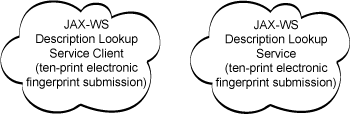 JAX-WS
Description Lookup
Service Client
(ten-print electronic
fingerprint submission)
JAX-WS
Description Lookup
Service
(ten-print electronic
fingerprint submission)